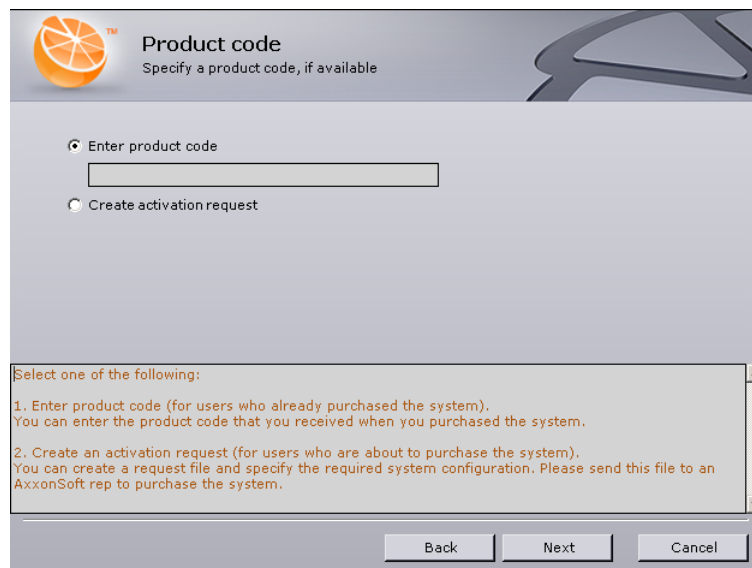 TM
Product code
Specify a product code, if available
Enter product code
Create activation request
Select one of the following:
1. Enter product code (for users who already purchased the system).
You can enter the product code that you received when you purchased the system.
2. Create an activation request (for users who are about to purchase the system).
You can create a request file and specify the required system configuration. Please send this file to an
AxxonSoft rep to purchase the system.
Back Next Cancel